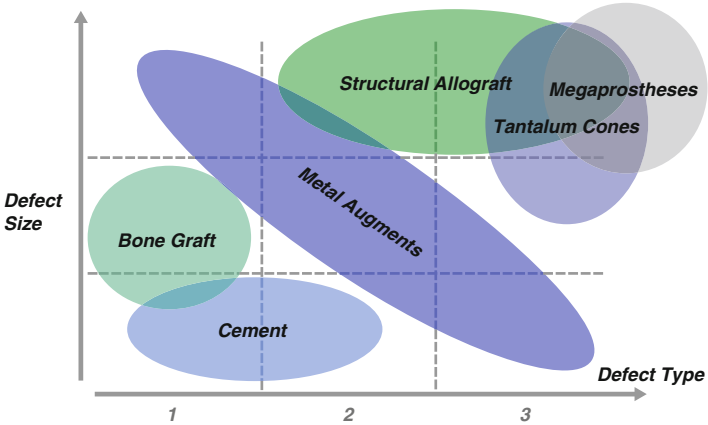 Structural Allograft
Megaprostheses
Tantalum Cones
Metal Augments
Defect
Size
Bone Graft
Cement
Defect Type
1
2
3